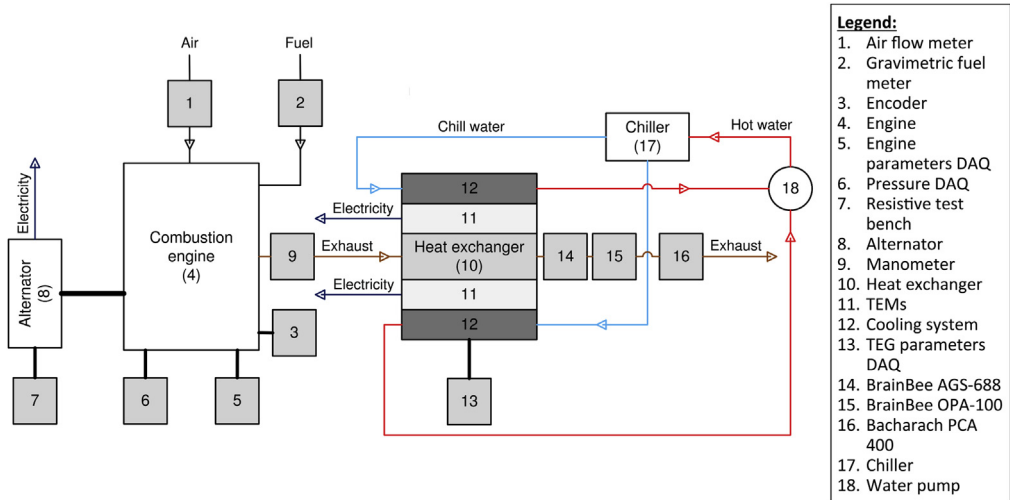 Air
Fuel
1
2
Electricity
Alternator
(8)
Combustion
engine
(4)
7
6
5
3
9
Exhaust
Electricity
Electricity
Chill water
Chiller
(17)
Hot water
18
12
11
Heat exchanger
(10)
11
12
13
14
15
16
Exhaust
Legend:
1. Air flow meter
2. Gravimetric fuel
meter
3. Encoder
4. Engine
5. Engine
parameters DAQ
6. Pressure DAQ
7. Resistive test
bench
8. Alternator
9. Manometer
10. Heat exchanger
11. TEMs
12. Cooling system
13. TEG parameters
DAQ
14. BrainBee AGS-688
15. BrainBee OPA-100
16. Bacharach PCA
400
17. Chiller
18. Water pump